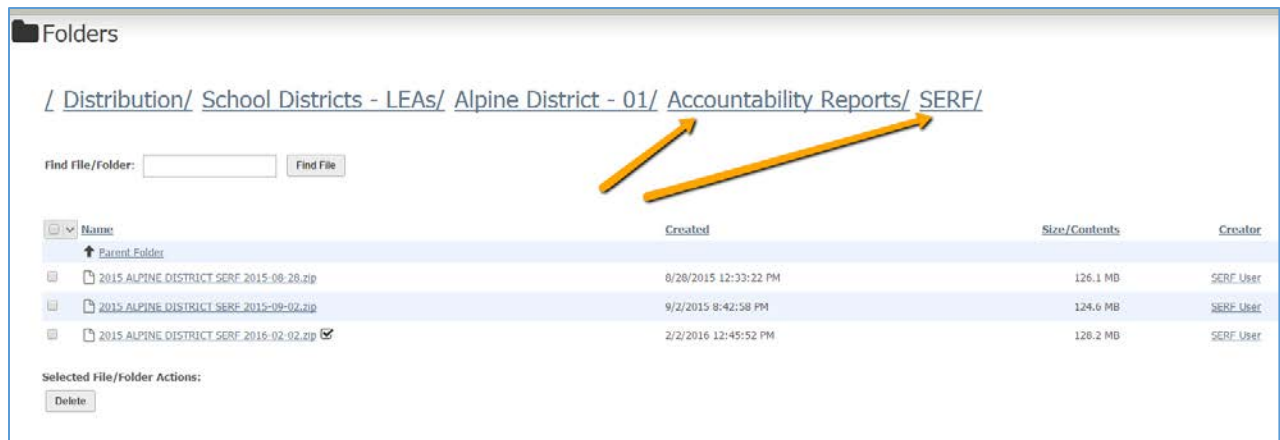 Folders
/ Distribution/ School Districts - LEAs/ Alpine District - 01/ Accountability Reports/ SERF/
Find File/Folder: Find File
Name Created Size/Contents Creator
Parent Folder
2015 ALPINE DISTRICT SERF 2015-08-28.zip 8/28/2015 12:33:22 PM 126.1 MB SERF User
2015 ALPINE DISTRICT SERF 2015-09-02.zip 9/2/2015 8:42:58 PM 124.6 MB SERF User
2015 ALPINE DISTRICT SERF 2016-02-02.zip 2/2/2016 12:45:52 PM 128.2 MB SERF User
Selected File/Folder Actions:
Delete